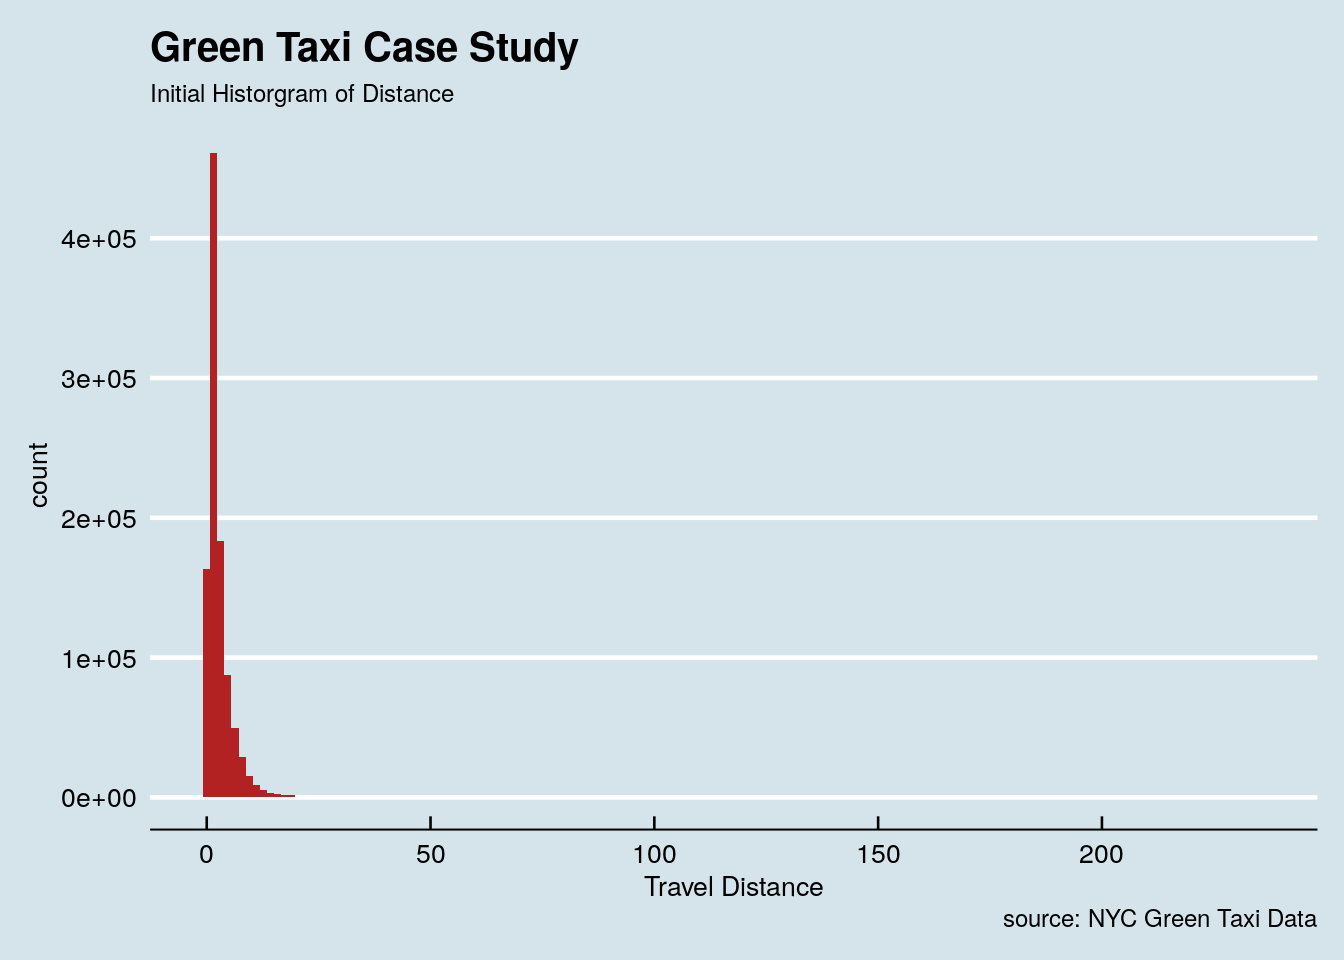 Green Taxi Case Study
Initial Historgram of Distance
4e+05
3e+05
2e+05
1e+05
0e+00
count
0 50 100 150 200
Travel Distance
source: NYC Green Taxi Data